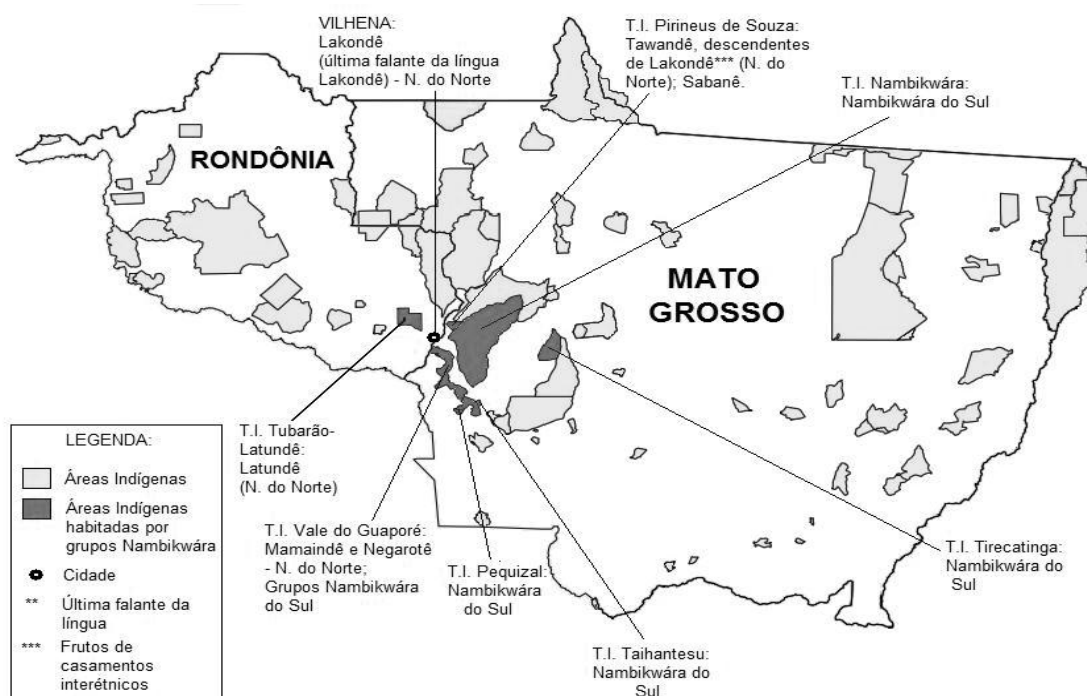 VILHENA:
Lakondê
(última falante da língua
Lakondê) - N. do Norte
T.I. Pirineus de Souza:
Tawandê, descendentes
de Lakondê*** (N. do
Norte); Sabanê.
T.I. Nambikwára:
Nambikwára do Sul
RONDÔNIA
MATO
GROSSO
T.I. Tubarão-
Latundê:
Latundê
(N. do Norte)
T.I. Vale do Guaporé:
Mamaindê e Negarotê
- N. do Norte;
Grupos Nambikwára
do Sul
T.I. Pequizal:
Nambikwára
do Sul
T.I. Taihantesu:
Nambikwára do
Sul
T.I. Tirecatinga:
Nambikwára do
Sul
LEGENDA:
Áreas Indígenas
Áreas Indígenas
habitadas por
grupos Nambikwára
Cidade
** Última falante da
língua
*** Frutos de
casamentos
interétnicos